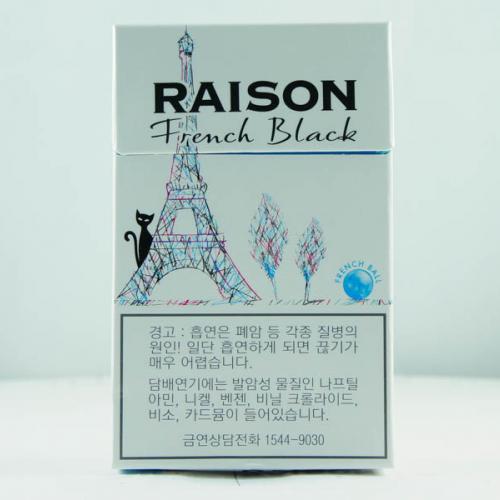 RAISON
French Black
FRENCH BALL
경고 : 흡연은 폐암 등 각종 질병의
원인! 일단 흡연하게 되면 끊기가
매우 어렵습니다.
담배연기에는 발암성 물질인 나프틸
아민, 니켈, 벤젠, 비닐 크롤라이드,
비소, 카드뮴이 들어있습니다.
금연상담전화 1544-9030